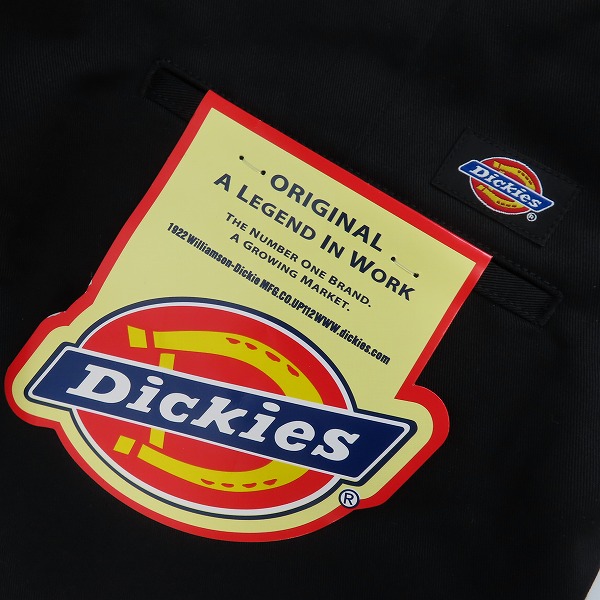 ORIGINAL
A LEGEND IN WORK
THE NUMBER ONE BRAND.
A GROWING MARKET.
1922 Williamson-Dickie MFG.CO.UPT12WWW.dickies.com
Dickies
®
Dickies
®